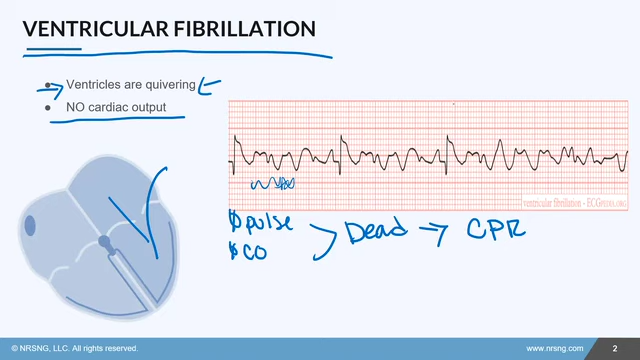 VENTRICULAR FIBRILLATION
● Ventricles are quivering
● NO cardiac output
ventricular fibrillation - ECGpedia.org
pulse
CO
Dead → CPR
© NRSNG, LLC. All rights reserved.
www.nrsng.com
2